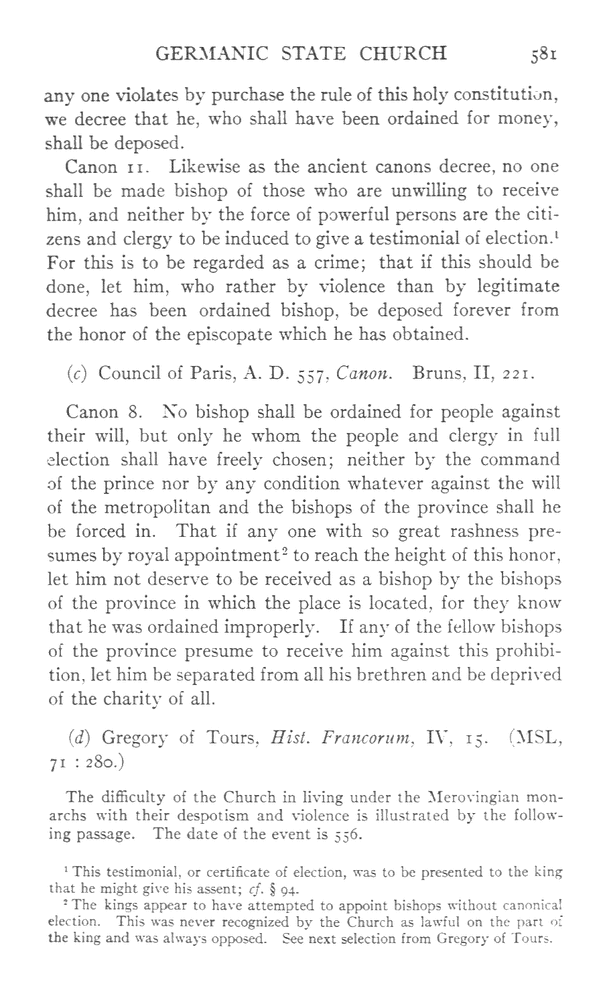 GERMANIC STATE CHURCH 581
any one violates by purchase the rule of this holy constitution,
we decree that he, who shall have been ordained for money,
shall be deposed.
Canon 11. Likewise as the ancient canons decree, no one
shall be made bishop of those who are unwilling to receive
him, and neither by the force of powerful persons are the citi-
zens and clergy to be induced to give a testimonial of election.¹
For this is to be regarded as a crime; that if this should be
done, let him, who rather by violence than by legitimate
decree has been ordained bishop, be deposed forever from
the honor of the episcopate which he has obtained.
(c) Council of Paris, A. D. 557, Canon. Bruns, II, 221.
Canon 8. No bishop shall be ordained for people against
their will, but only he whom the people and clergy in full
election shall have freely chosen; neither by the command
of the prince nor by any condition whatever against the will
of the metropolitan and the bishops of the province shall he
be forced in. That if any one with so great rashness pre-
sumes by royal appointment² to reach the height of this honor,
let him not deserve to be received as a bishop by the bishops
of the province in which the place is located, for they know
that he was ordained improperly. If any of the fellow bishops
of the province presume to receive him against this prohibi-
tion, let him be separated from all his brethren and be deprived
of the charity of all.
(d) Gregory of Tours, Hist. Francorum, IV, 15. (MSL,
71 : 280.)
The difficulty of the Church in living under the Merovingian mon-
archs with their despotism and violence is illustrated by the follow-
ing passage. The date of the event is 556.
¹ This testimonial, or certificate of election, was to be presented to the king
that he might give his assent; cf. § 94.
² The kings appear to have attempted to appoint bishops without canonical
election. This was never recognized by the Church as lawful on the part of
the king and was always opposed. See next selection from Gregory of Tours.